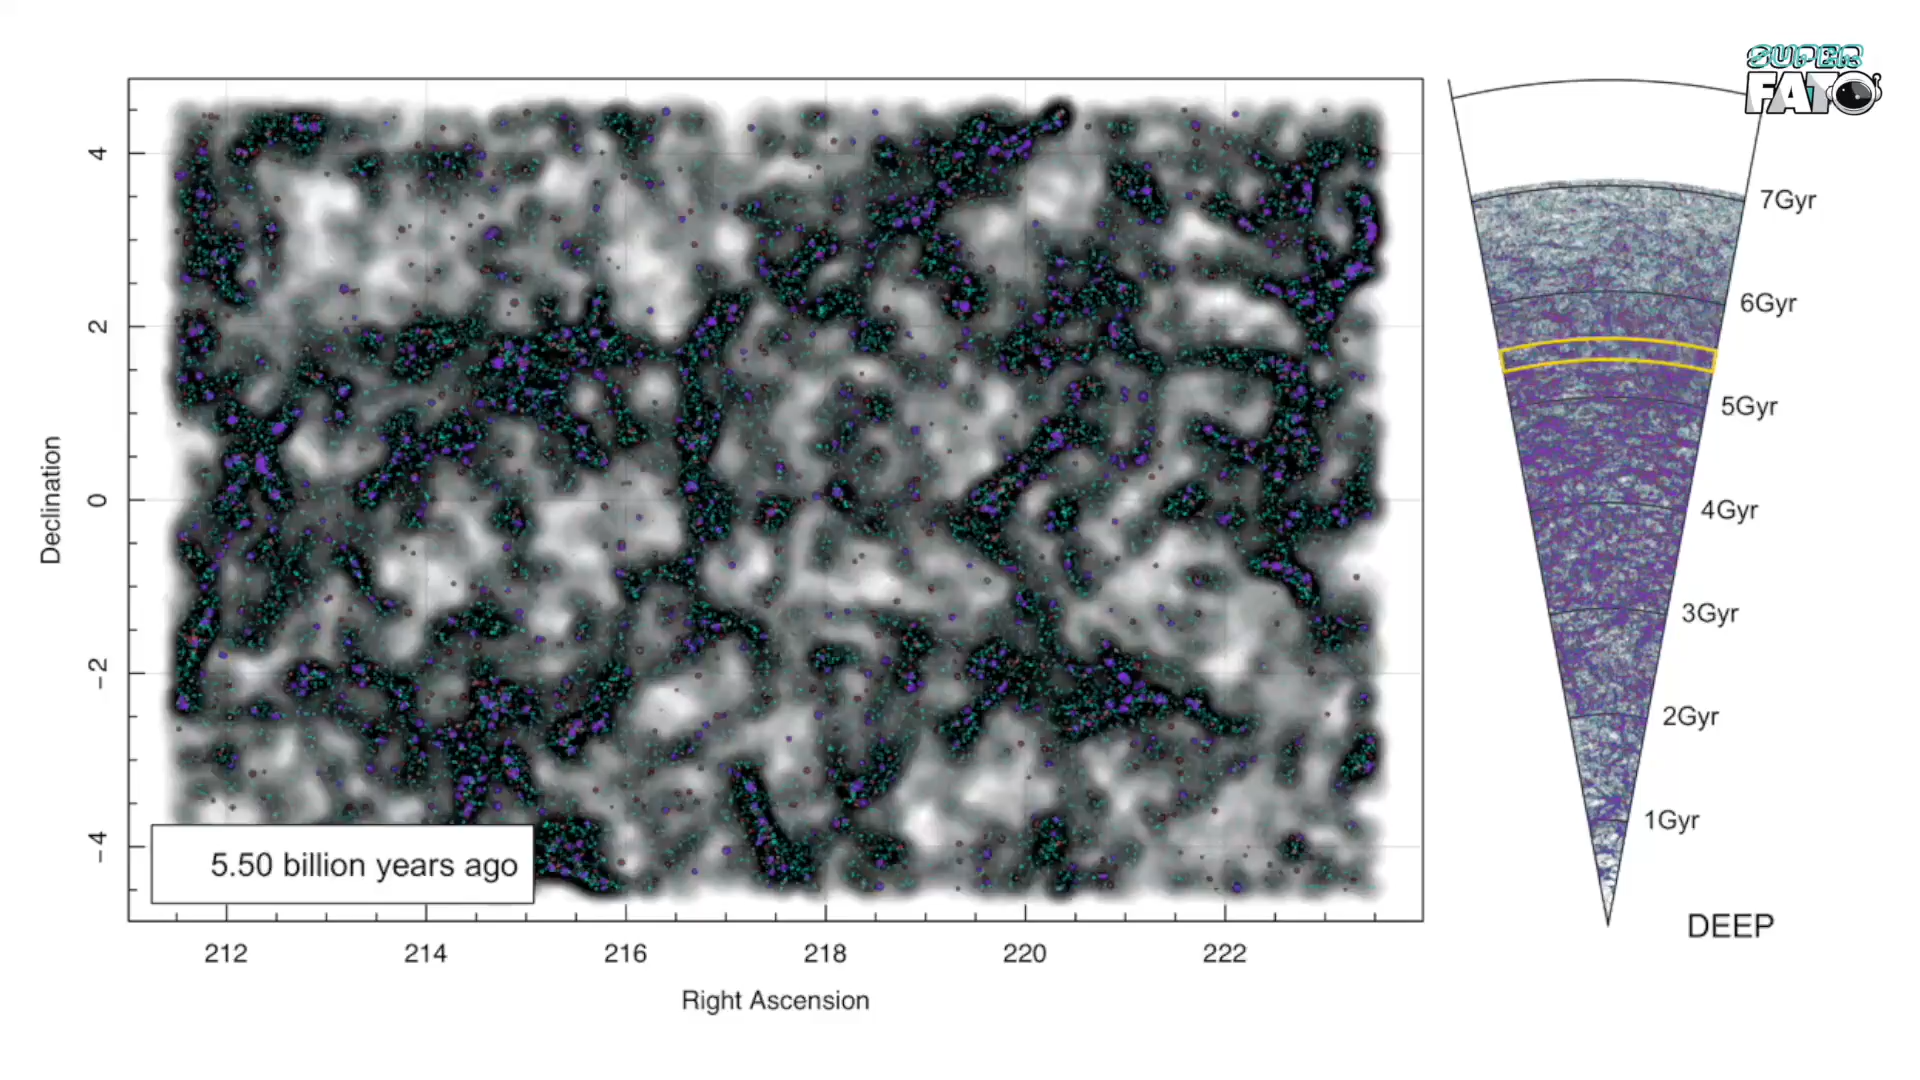 SUPER
FATO
4
2
0
-2
-4
Declination
5.50 billion years ago
212
214
216
218
220
222
Right Ascension
7Gyr
6Gyr
5Gyr
4Gyr
3Gyr
2Gyr
1Gyr
DEEP